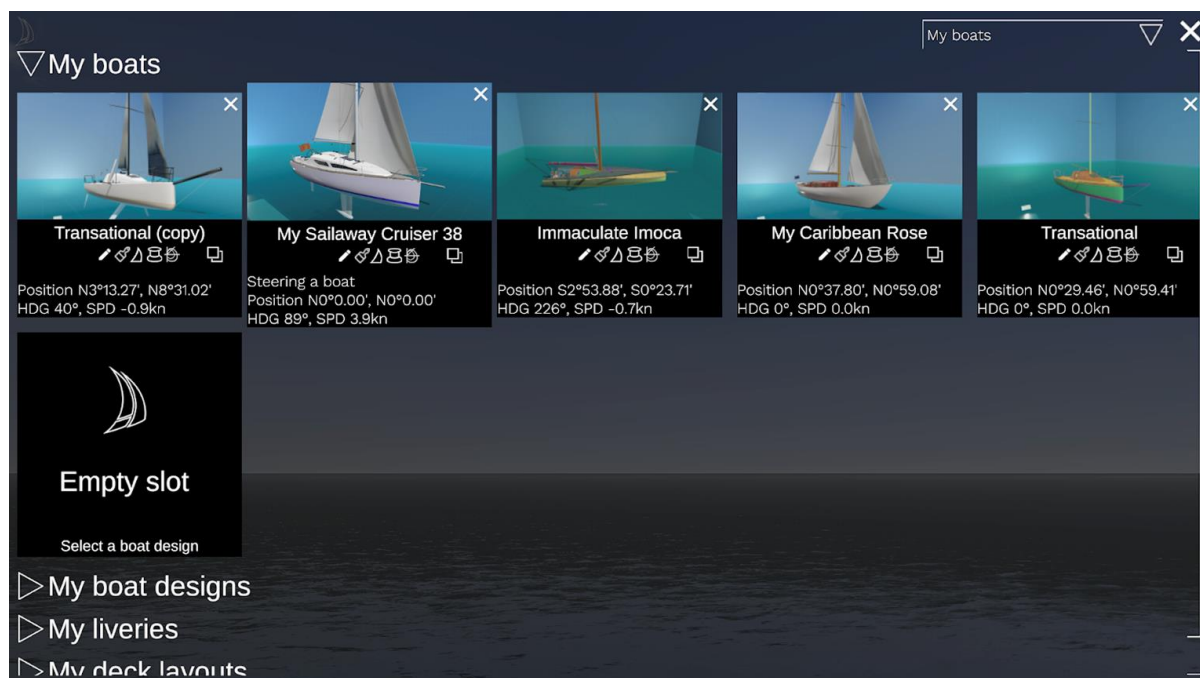 My boats
My boats
Transational (copy)
Position N3°13.27', N8°31.02'
HDG 40°, SPD -0.9kn
My Sailaway Cruiser 38
Steering a boat
Position N0°0.00', N0°0.00'
HDG 89°, SPD 3.9kn
Immaculate Imoca
Position S2°53.88', S0°23.71'
HDG 226°, SPD -0.7kn
My Caribbean Rose
Position N0°37.80', N0°59.08'
HDG 0°, SPD 0.0kn
Transational
Position N0°29.46', N0°59.41'
HDG 0°, SPD 0.0kn
Empty slot
Select a boat design
My boat designs
My liveries
My deck layouts